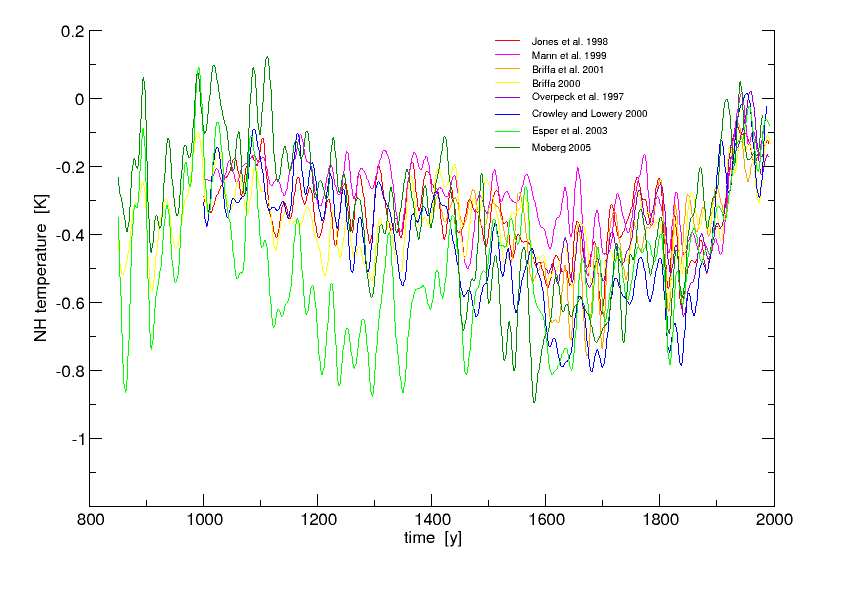 0.2
Jones et al. 1998
Mann et al. 1999
Briffa et al. 2001
Briffa 2000
Overpeck et al. 1997
Crowley and Lowery 2000
Esper et al. 2003
Moberg 2005
0
-0.2
-0.4
-0.6
-0.8
-1
NH temperature [K]
800
1000
1200
1400
1600
1800
2000
time [y]